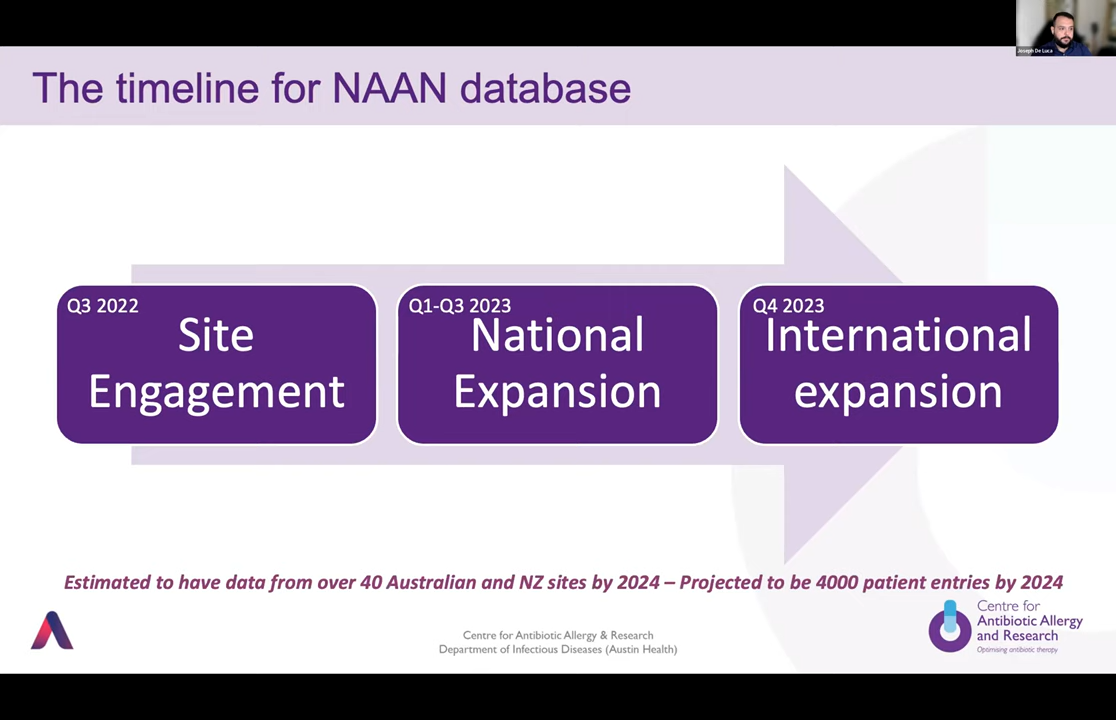 Joseph De Luca
The timeline for NAAN database
Q3 2022
Site
Engagement
Q1-Q3 2023
National
Expansion
Q4 2023
International
expansion
Estimated to have data from over 40 Australian and NZ sites by 2024 – Projected to be 4000 patient entries by 2024
Centre for Antibiotic Allergy & Research
Department of Infectious Diseases (Austin Health)
Centre for
Antibiotic Allergy
and Research
Optimising antibiotic therapy